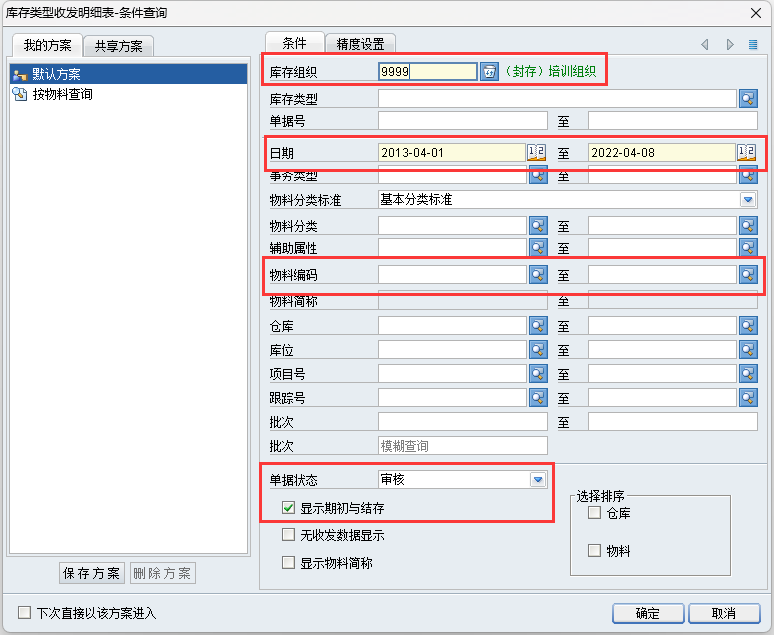 库存类型收发明细表-条件查询
我的方案
共享方案
默认方案
按物料查询
保存方案
删除方案
条件
精度设置
库存组织
9999
(封存）培训组织
库存类型
单据号
至
日期
2013-04-01
12
至
2022-04-08
12
事务类型
至
物料分类标准
基本分类标准
物料分类
至
辅助属性
至
物料编码
至
物料简称
至
仓库
至
库位
至
项目号
至
跟踪号
至
批次
至
批次
模糊查询
单据状态
审核
显示期初与结存
无收发数据显示
显示物料简称
选择排序
仓库
物料
下次直接以该方案进入
确定
取消